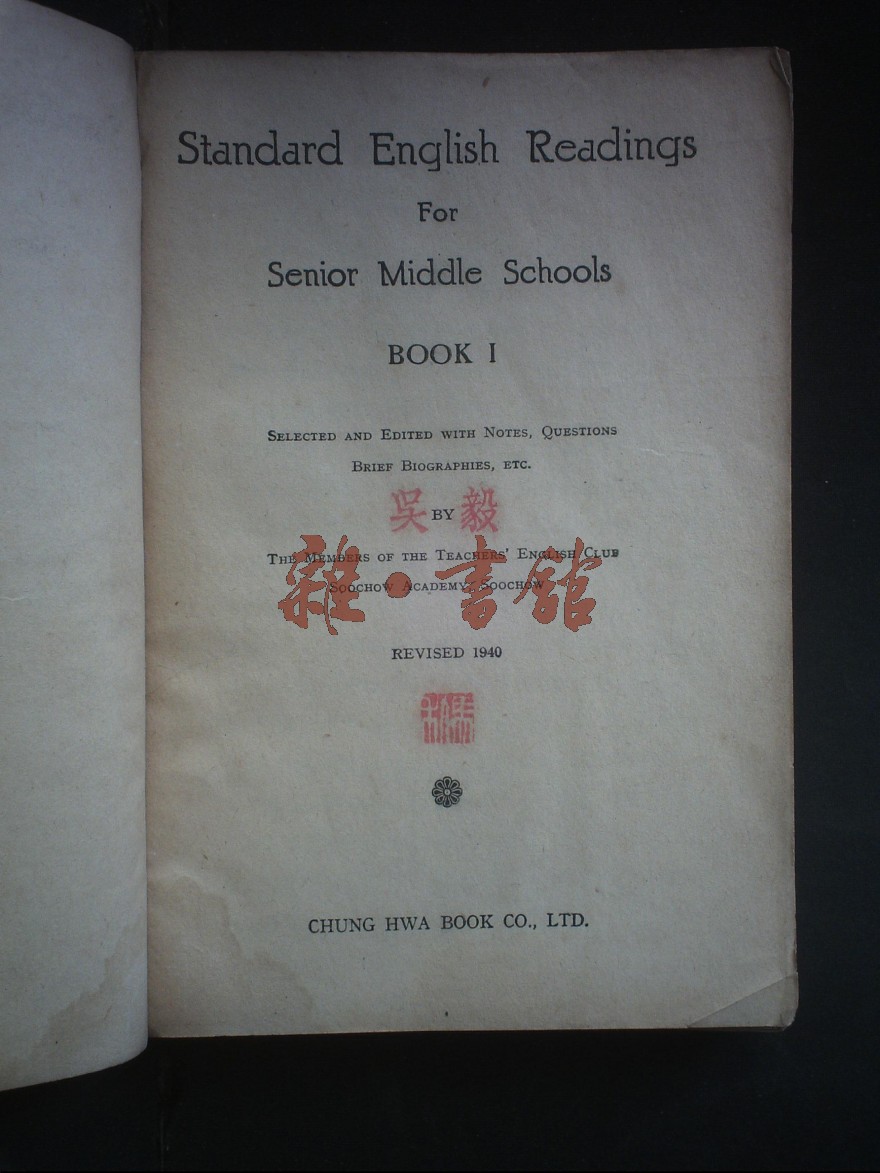 Standard English Readings
For
Senior Middle Schools
BOOK I
SELECTED AND EDITED WITH NOTES, QUESTIONS
BRIEF BIOGRAPHIES, ETC.
吳 BY 毅
THE MEMBERS OF THE TEACHERS' ENGLISH CLUB
SOOCHOW ACADEMY, SOOCHOW
雜·書館
REVISED 1940
CHUNG HWA BOOK CO., LTD.